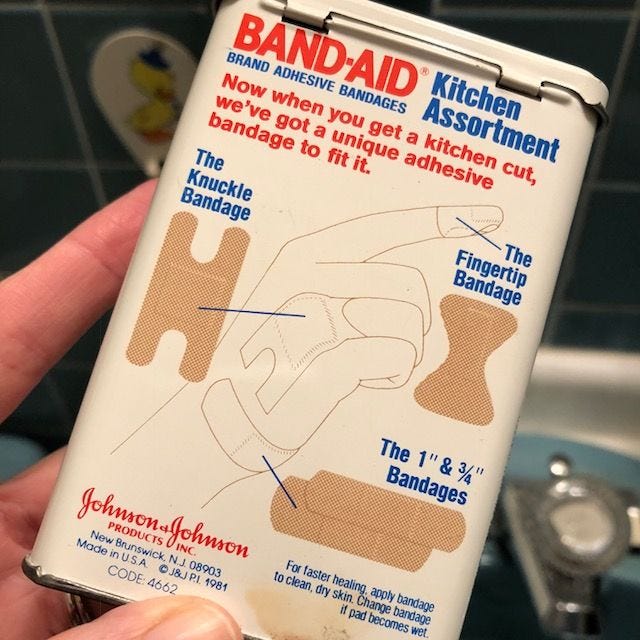 BAND-AID® Kitchen
BRAND ADHESIVE BANDAGES Assortment
Now when you get a kitchen cut,
we've got a unique adhesive
bandage to fit it.
The
Knuckle
Bandage
The
Fingertip
Bandage
The 1" & ¾"
Bandages
Johnson & Johnson
PRODUCTS INC.
New Brunswick, N.J. 08903
Made in U.S.A. ©J&J P.I. 1981
CODE: 4662
For faster healing, apply bandage
to clean, dry skin. Change bandage
if pad becomes wet.